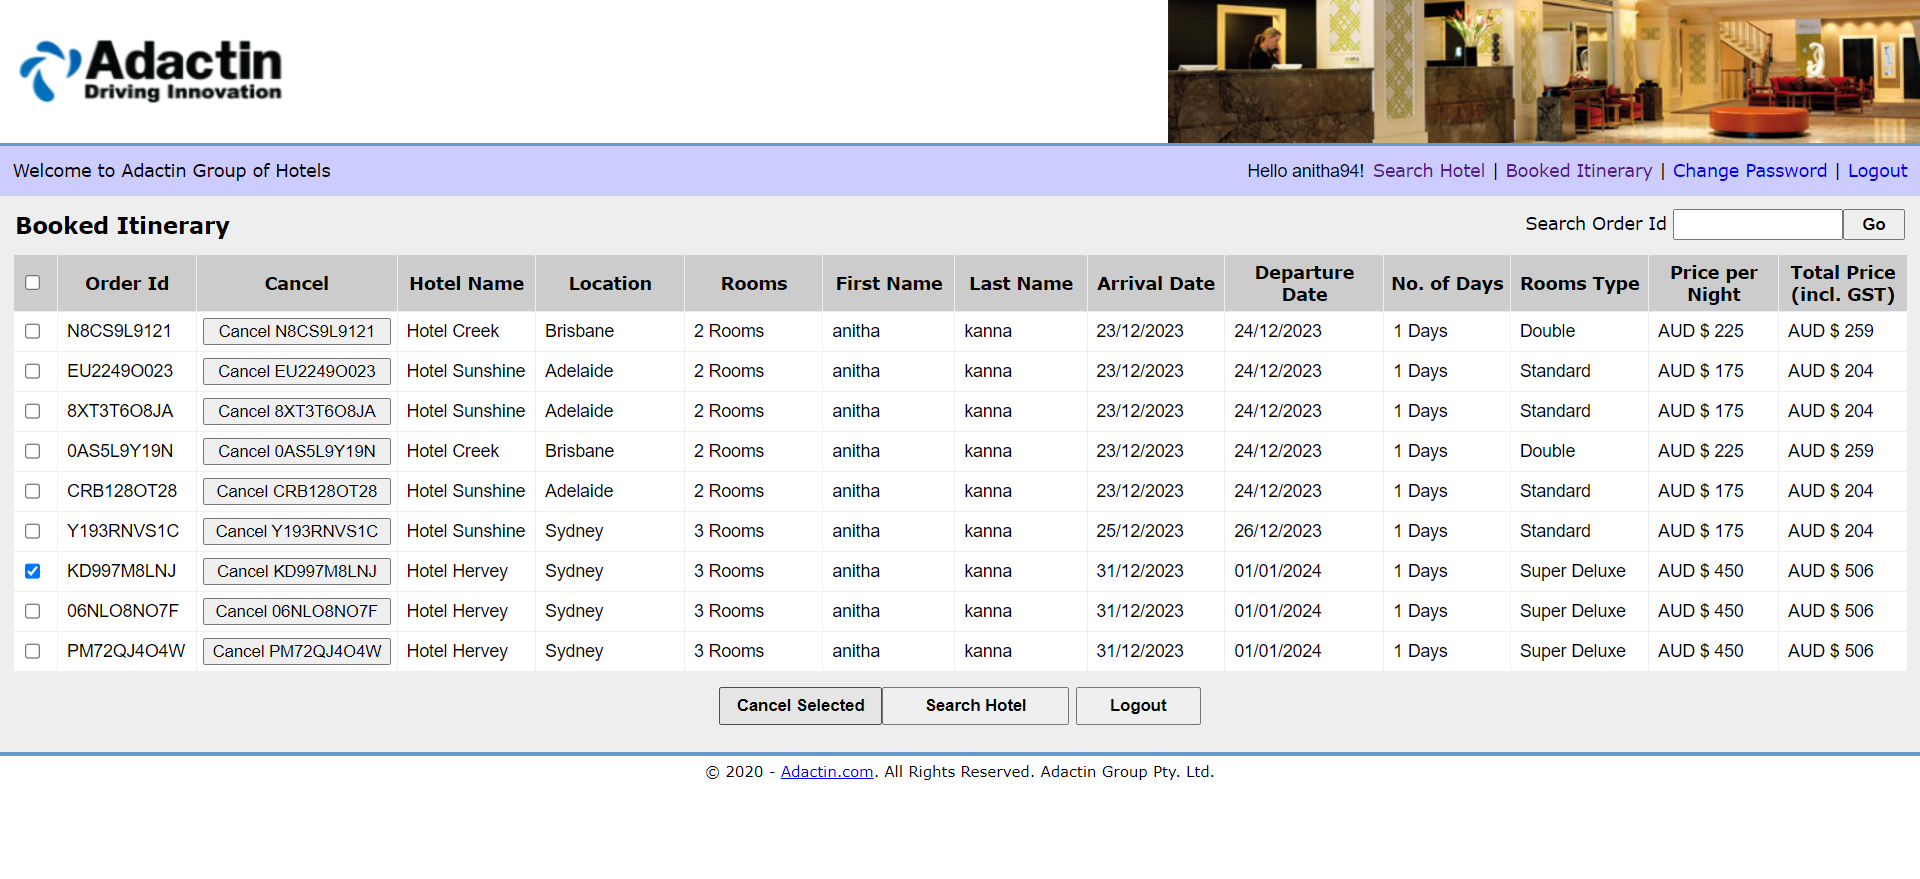 Adactin
Driving Innovation
Welcome to Adactin Group of Hotels
Hello anitha94! Search Hotel | Booked Itinerary | Change Password | Logout
Booked Itinerary
Search Order Id Go
Order Id Cancel Hotel Name Location Rooms First Name Last Name Arrival Date Departure Date No. of Days Rooms Type Price per Night Total Price (incl. GST)
N8CS9L9121 Cancel N8CS9L9121 Hotel Creek Brisbane 2 Rooms anitha kanna 23/12/2023 24/12/2023 1 Days Double AUD $ 225 AUD $ 259
EU2249O023 Cancel EU2249O023 Hotel Sunshine Adelaide 2 Rooms anitha kanna 23/12/2023 24/12/2023 1 Days Standard AUD $ 175 AUD $ 204
8XT3T6O8JA Cancel 8XT3T6O8JA Hotel Sunshine Adelaide 2 Rooms anitha kanna 23/12/2023 24/12/2023 1 Days Standard AUD $ 175 AUD $ 204
0AS5L9Y19N Cancel 0AS5L9Y19N Hotel Creek Brisbane 2 Rooms anitha kanna 23/12/2023 24/12/2023 1 Days Double AUD $ 225 AUD $ 259
CRB128OT28 Cancel CRB128OT28 Hotel Sunshine Adelaide 2 Rooms anitha kanna 23/12/2023 24/12/2023 1 Days Standard AUD $ 175 AUD $ 204
Y193RNVS1C Cancel Y193RNVS1C Hotel Sunshine Sydney 3 Rooms anitha kanna 25/12/2023 26/12/2023 1 Days Standard AUD $ 175 AUD $ 204
KD997M8LNJ Cancel KD997M8LNJ Hotel Hervey Sydney 3 Rooms anitha kanna 31/12/2023 01/01/2024 1 Days Super Deluxe AUD $ 450 AUD $ 506
06NLO8NO7F Cancel 06NLO8NO7F Hotel Hervey Sydney 3 Rooms anitha kanna 31/12/2023 01/01/2024 1 Days Super Deluxe AUD $ 450 AUD $ 506
PM72QJ4O4W Cancel PM72QJ4O4W Hotel Hervey Sydney 3 Rooms anitha kanna 31/12/2023 01/01/2024 1 Days Super Deluxe AUD $ 450 AUD $ 506
Cancel Selected Search Hotel Logout
© 2020 - Adactin.com. All Rights Reserved. Adactin Group Pty. Ltd.